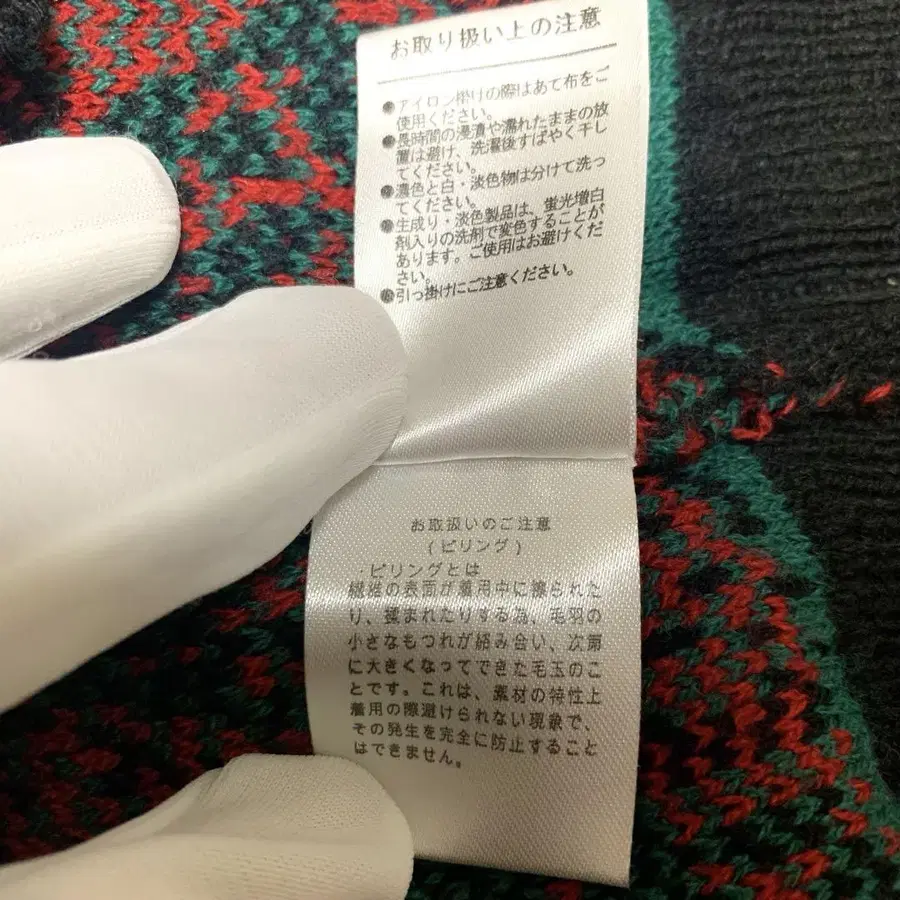 お取り扱い上の注意
●アイロン掛けの際はあて布をご
使用ください。
●長時間の浸漬や濡れたままの放
置は避け、洗濯後すばやく干し
てください。
●濃色と白・淡色物は分けて洗っ
てください。
●生成り・淡色製品は、蛍光増白
剤入りの洗剤で変色することが
あります。ご使用はお避けくだ
さい。
●引っ掛けにご注意ください。
お取扱いのご注意
(ピリング)
ピリングとは
繊維の表面が着用中に擦られた
り、揉まれたりする為、毛羽の
小さなもつれが絡み合い、次第
に大きくなってできた毛玉のこ
とです。これは、素材の特性上
着用の際避けられない現象で、
その発生を完全に防止すること
はできません。